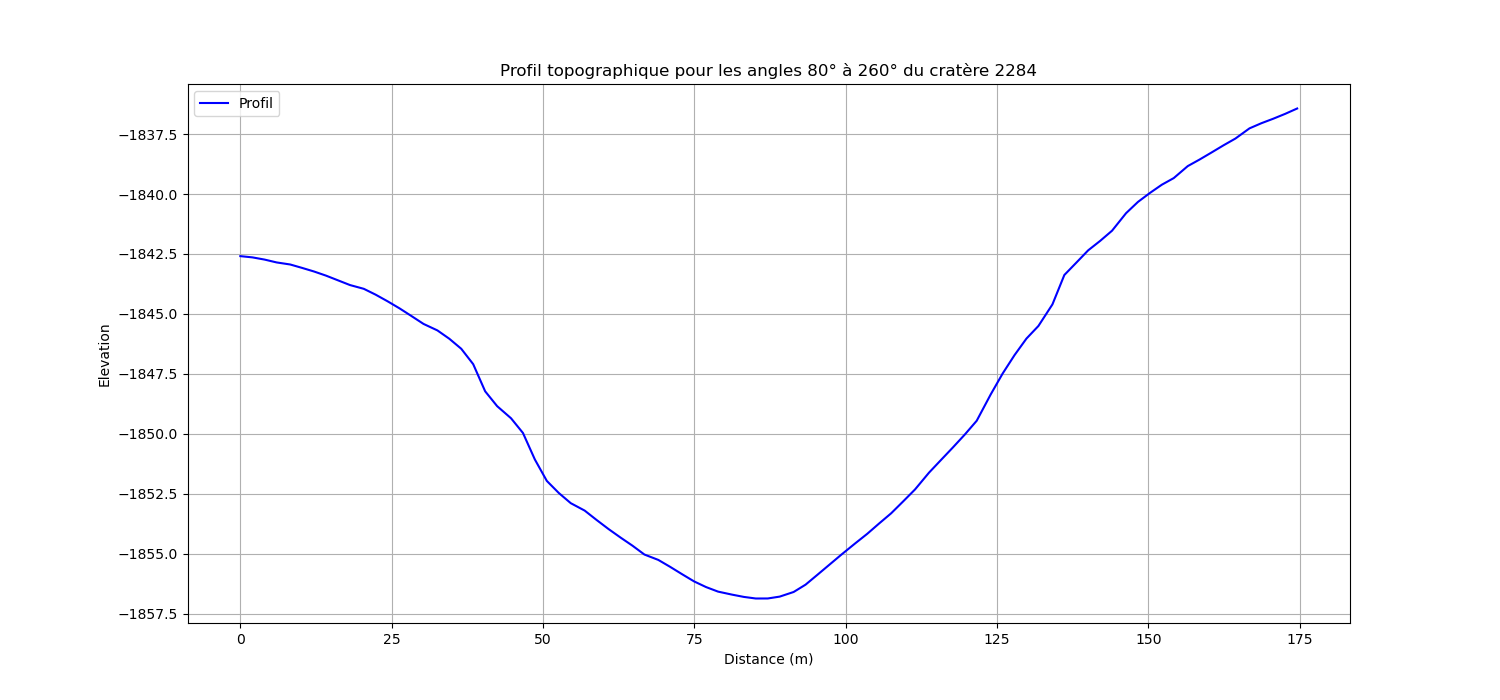 Profil topographique pour les angles 80° à 260° du cratère 2284
Profil
−1837.5
−1840.0
−1842.5
−1845.0
−1847.5
−1850.0
−1852.5
−1855.0
−1857.5
Elevation
0 25 50 75 100 125 150 175
Distance (m)